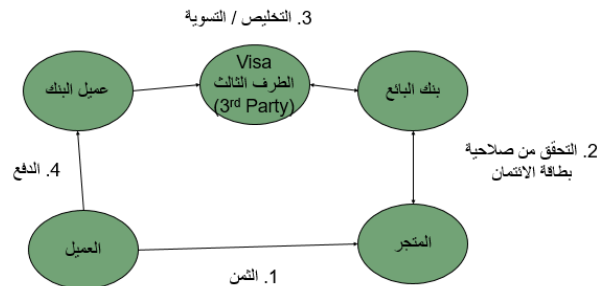 3. التخليص / التسوية
Visa
الطرف الثالث
(3rd Party)
بنك البائع
عميل البنك
2. التحقق من صلاحية
بطاقة الائتمان
4. الدفع
المتجر
العميل
1. الثمن